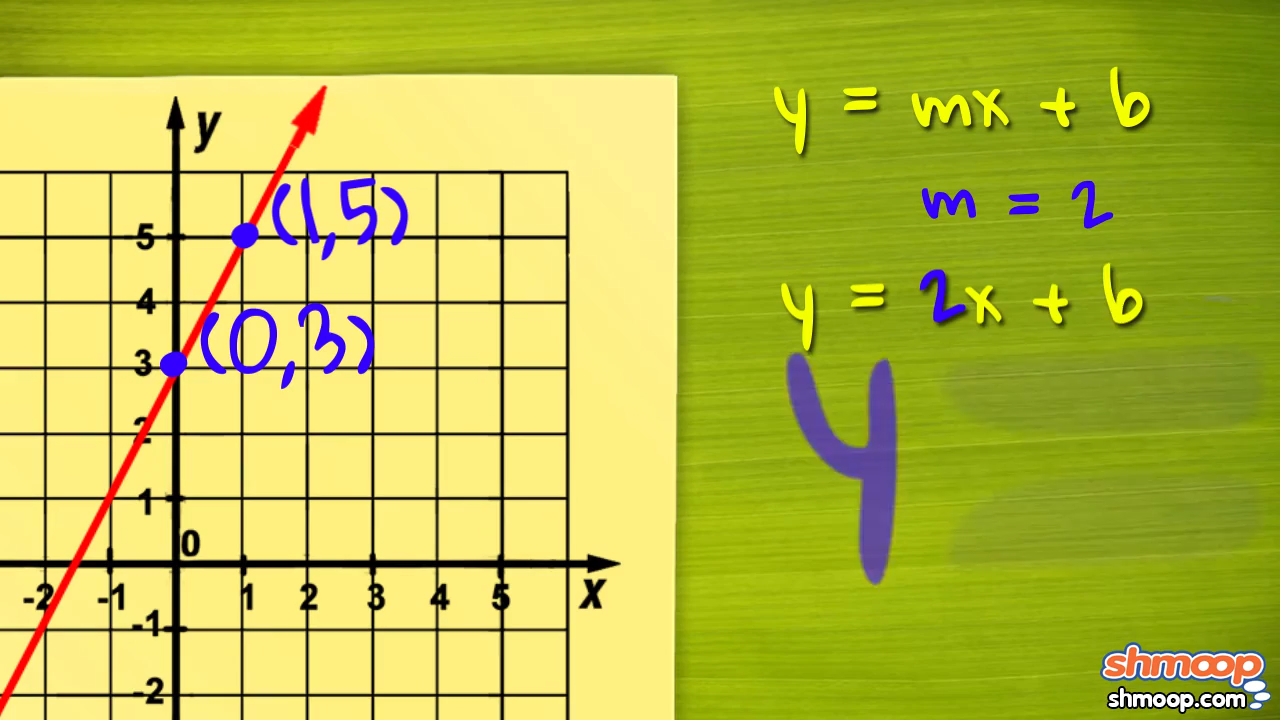 y
(1,5)
5
4
(0,3)
3
2
1
0
-2 -1 1 2 3 4 5 x
-1
-2
y = mx + b
m = 2
y = 2x + b
y =
shmoop
shmoop.com